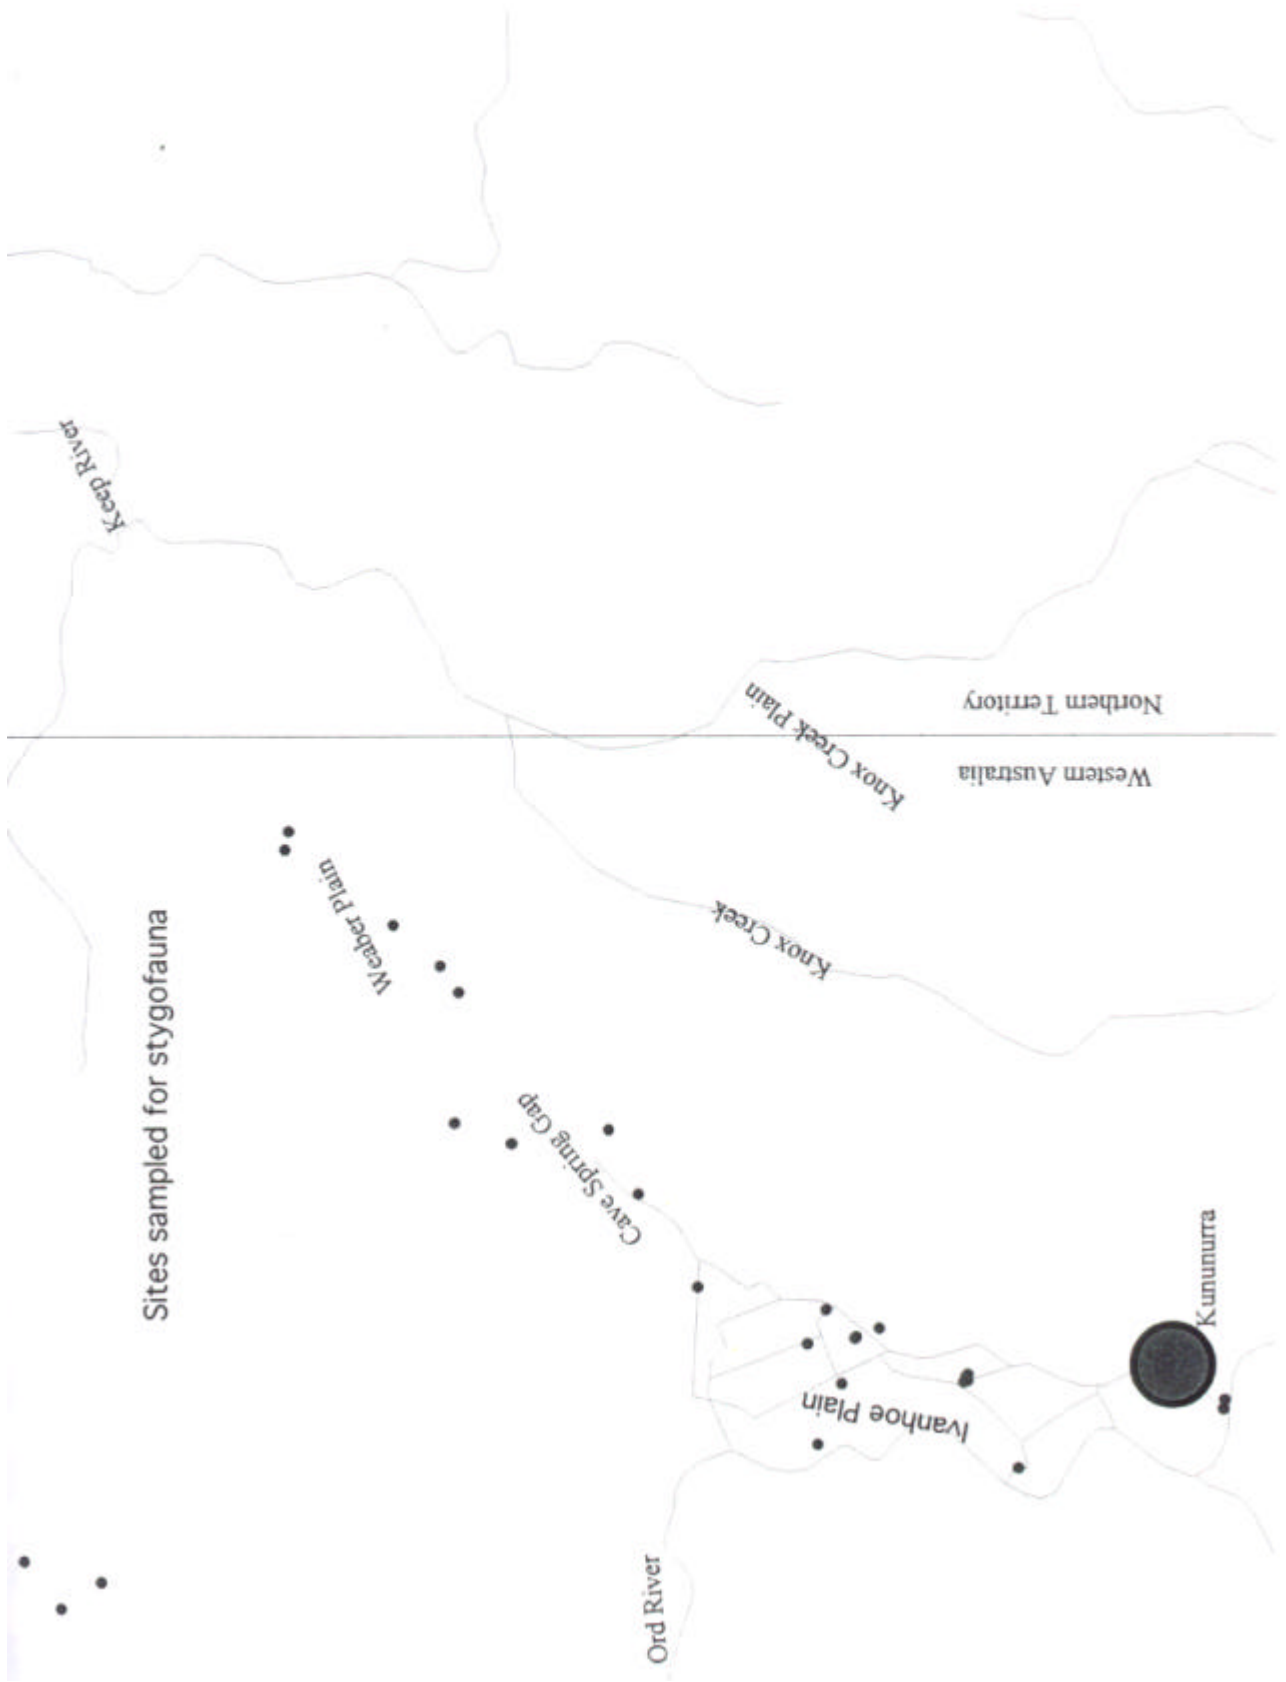 Sites sampled for stygofauna
Keep River
Weaber Plain
Cave Spring Gap
Knox Creek Plain
Knox Creek
Northern Territory
Western Australia
Ivanhoe Plain
Kununurra
Ord River